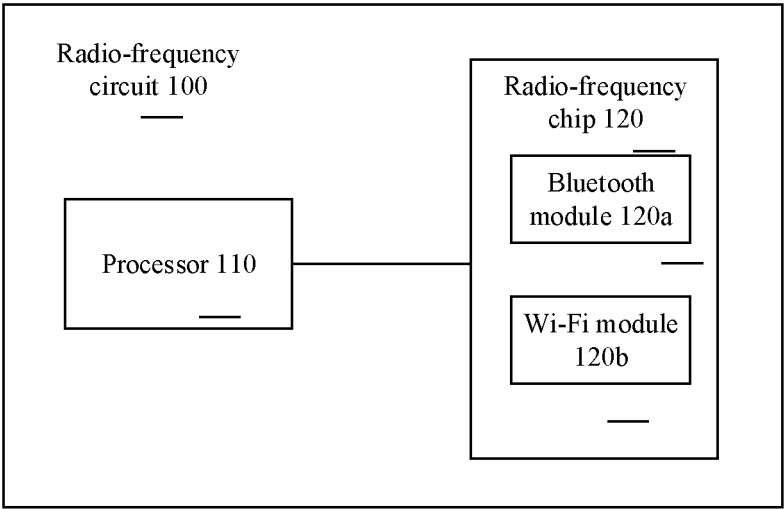 Radio-frequency
circuit 100
Radio-frequency
chip 120
Bluetooth
module 120a
Processor 110
Wi-Fi module
120b